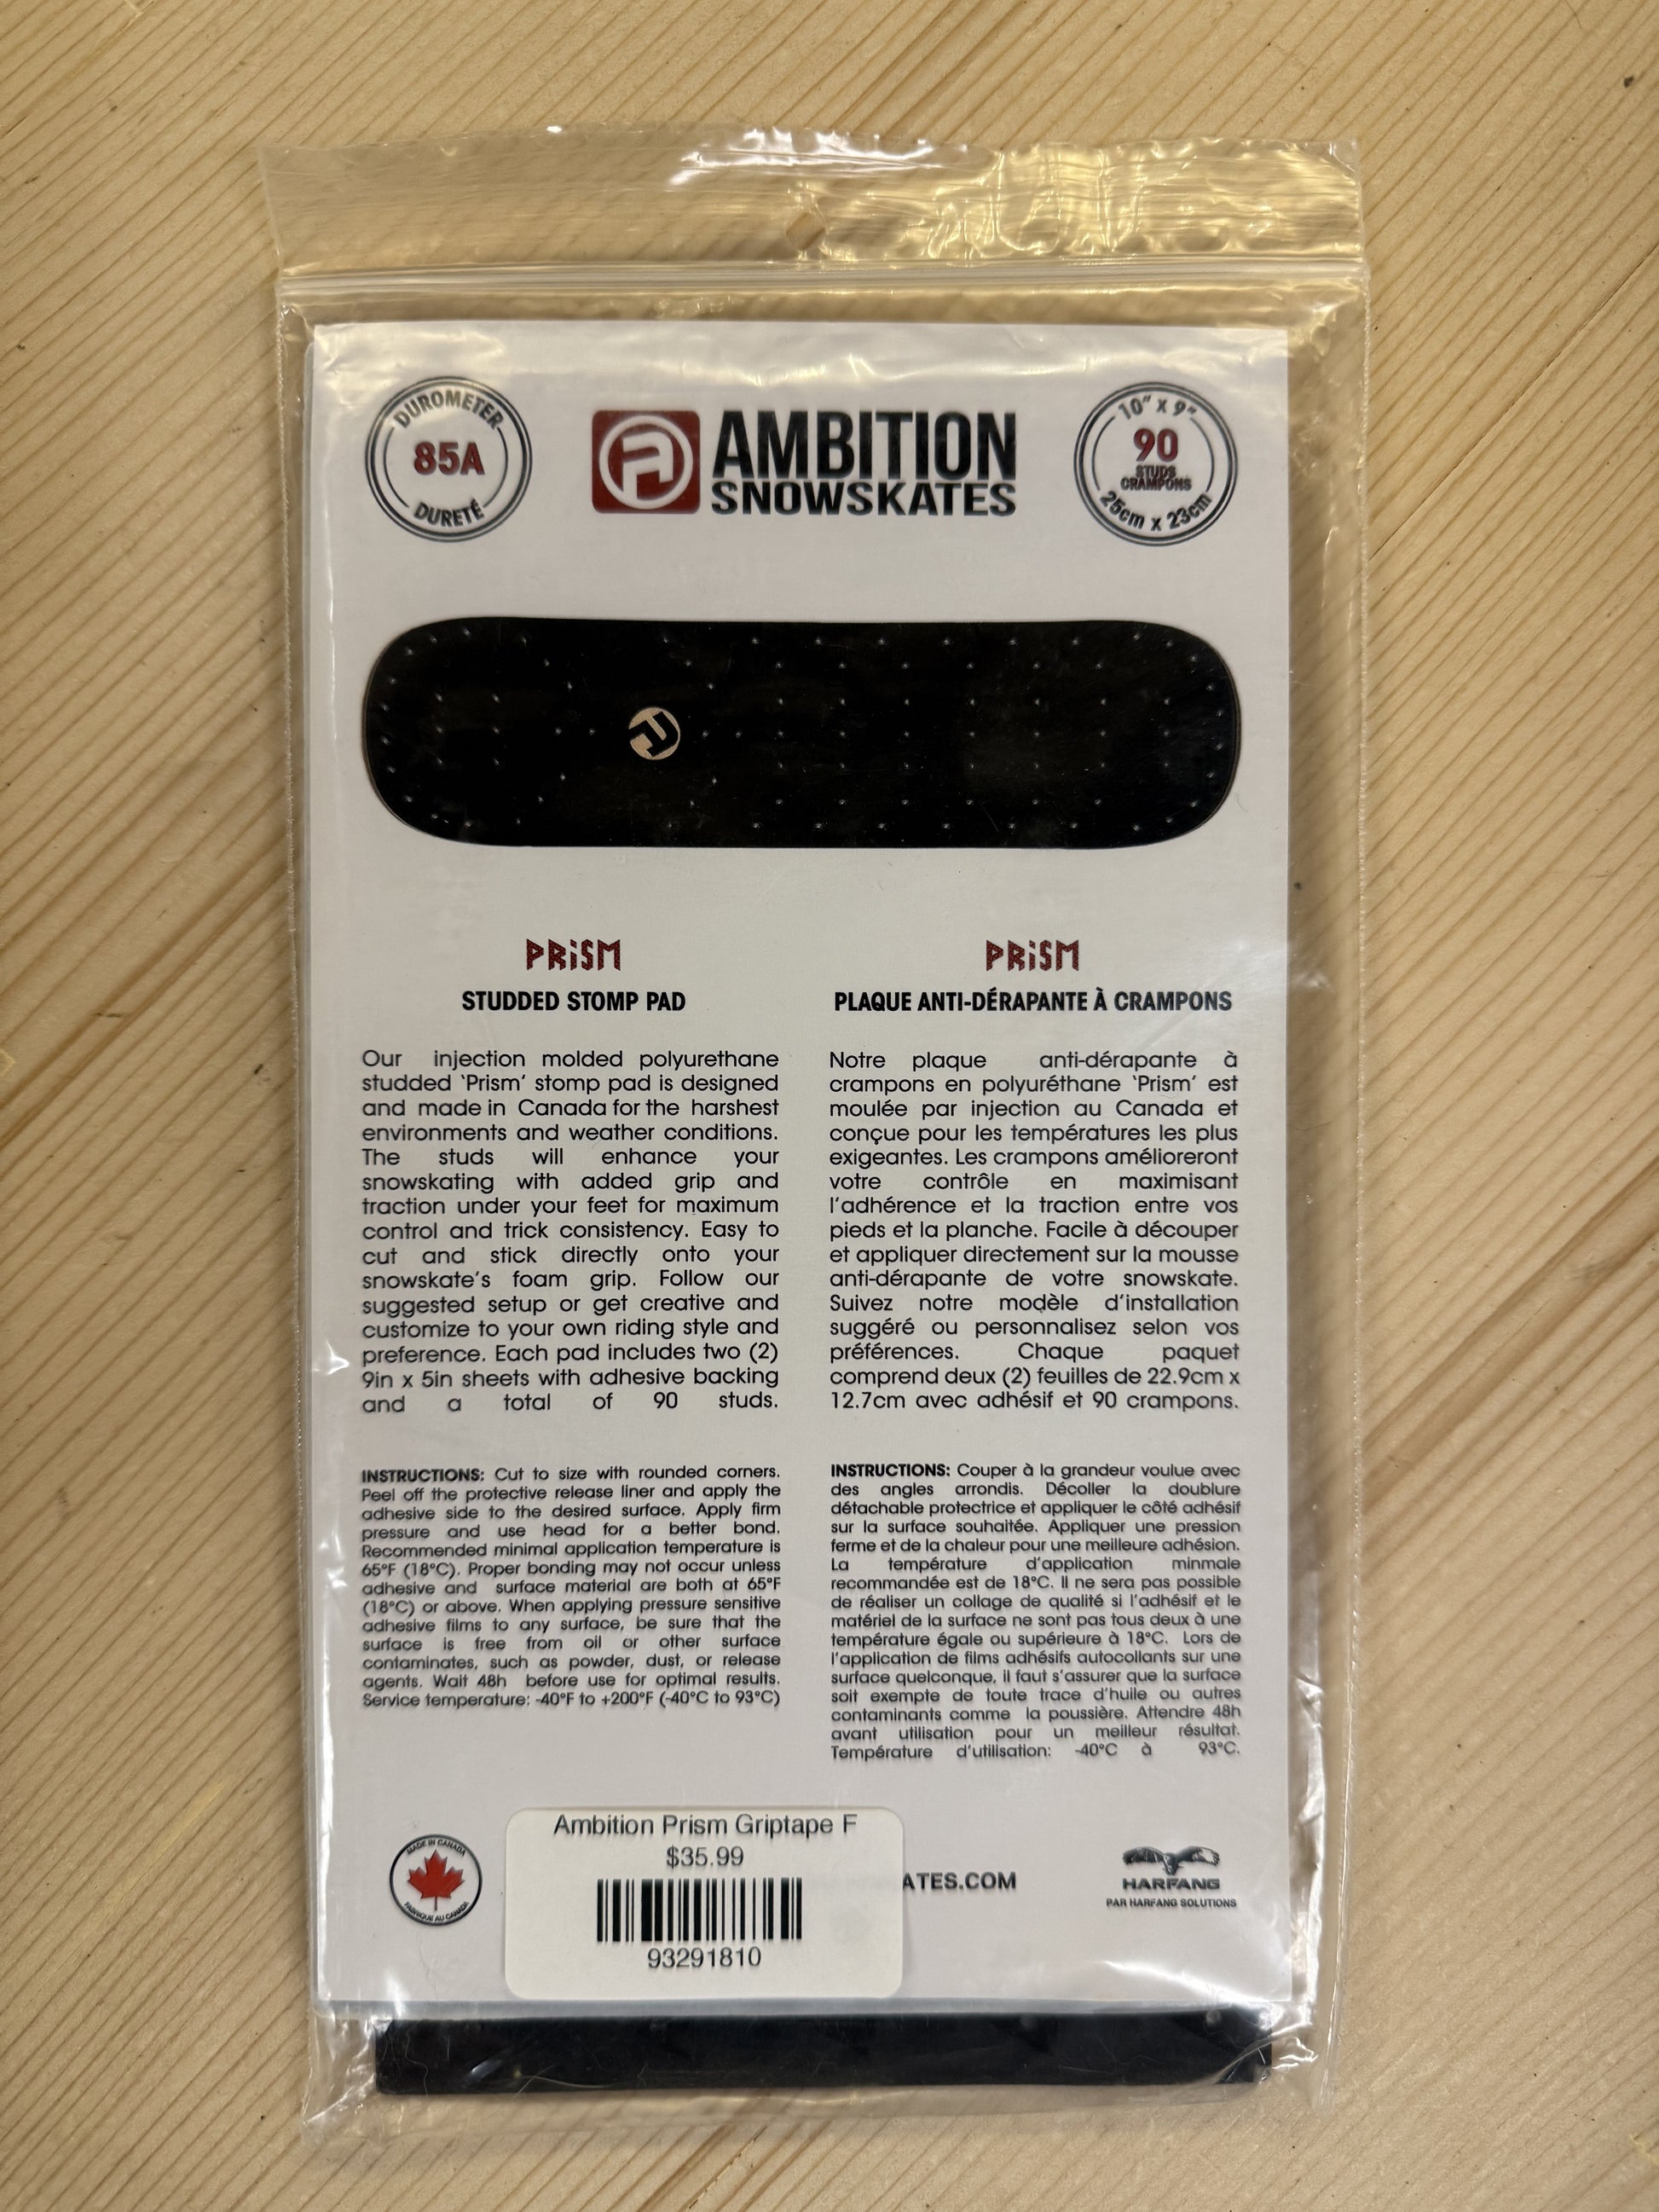 DUROMETER
85A
DURETÉ
AMBITION
SNOWSKATES
10" X 9"
90
STUDS
CRAMPONS
25cm x 23cm
PRiSM
STUDDED STOMP PAD
Our injection molded polyurethane
studded ‘Prism’ stomp pad is designed
and made in Canada for the harshest
environments and weather conditions.
The studs will enhance your
snowskating with added grip and
traction under your feet for maximum
control and trick consistency. Easy to
cut and stick directly onto your
snowskate’s foam grip. Follow our
suggested setup or get creative and
customize to your own riding style and
preference. Each pad includes two (2)
9in x 5in sheets with adhesive backing
and a total of 90 studs.
INSTRUCTIONS: Cut to size with rounded corners.
Peel off the protective release liner and apply the
adhesive side to the desired surface. Apply firm
pressure and use head for a better bond.
Recommended minimal application temperature is
65°F (18°C). Proper bonding may not occur unless
adhesive and surface material are both at 65°F
(18°C) or above. When applying pressure sensitive
adhesive films to any surface, be sure that the
surface is free from oil or other surface
contaminates, such as powder, dust, or release
agents. Wait 48h before use for optimal results.
Service temperature: -40°F to +200°F (-40°C to 93°C)
PRiSM
PLAQUE ANTI-DÉRAPANTE À CRAMPONS
Notre plaque anti-dérapante à
crampons en polyuréthane ‘Prism’ est
moulée par injection au Canada et
conçue pour les températures les plus
exigeantes. Les crampons amélioreront
votre contrôle en maximisant
l’adhérence et la traction entre vos
pieds et la planche. Facile à découper
et appliquer directement sur la mousse
anti-dérapante de votre snowskate.
Suivez notre modèle d’installation
suggéré ou personnalisez selon vos
préférences. Chaque paquet
comprend deux (2) feuilles de 22.9cm x
12.7cm avec adhésif et 90 crampons.
INSTRUCTIONS: Couper à la grandeur voulue avec
des angles arrondis. Décoller la doublure
détachable protectrice et appliquer le côté adhésif
sur la surface souhaitée. Appliquer une pression
ferme et de la chaleur pour une meilleure adhésion.
La température d’application minmale
recommandée est de 18°C. Il ne sera pas possible
de réaliser un collage de qualité si l’adhésif et le
matériel de la surface ne sont pas tous deux à une
température égale ou supérieure à 18°C. Lors de
l’application de films adhésifs autocollants sur une
surface quelconque, il faut s’assurer que la surface
soit exempte de toute trace d’huile ou autres
contaminants comme la poussière. Attendre 48h
avant utilisation pour un meilleur résultat.
Température d’utilisation: -40°C à 93°C.
MADE IN CANADA
FABRIQUÉ AU CANADA
Ambition Prism Griptape F
$35.99
93291810
ATES.COM
HARFANG
PAR HARFANG SOLUTIONS